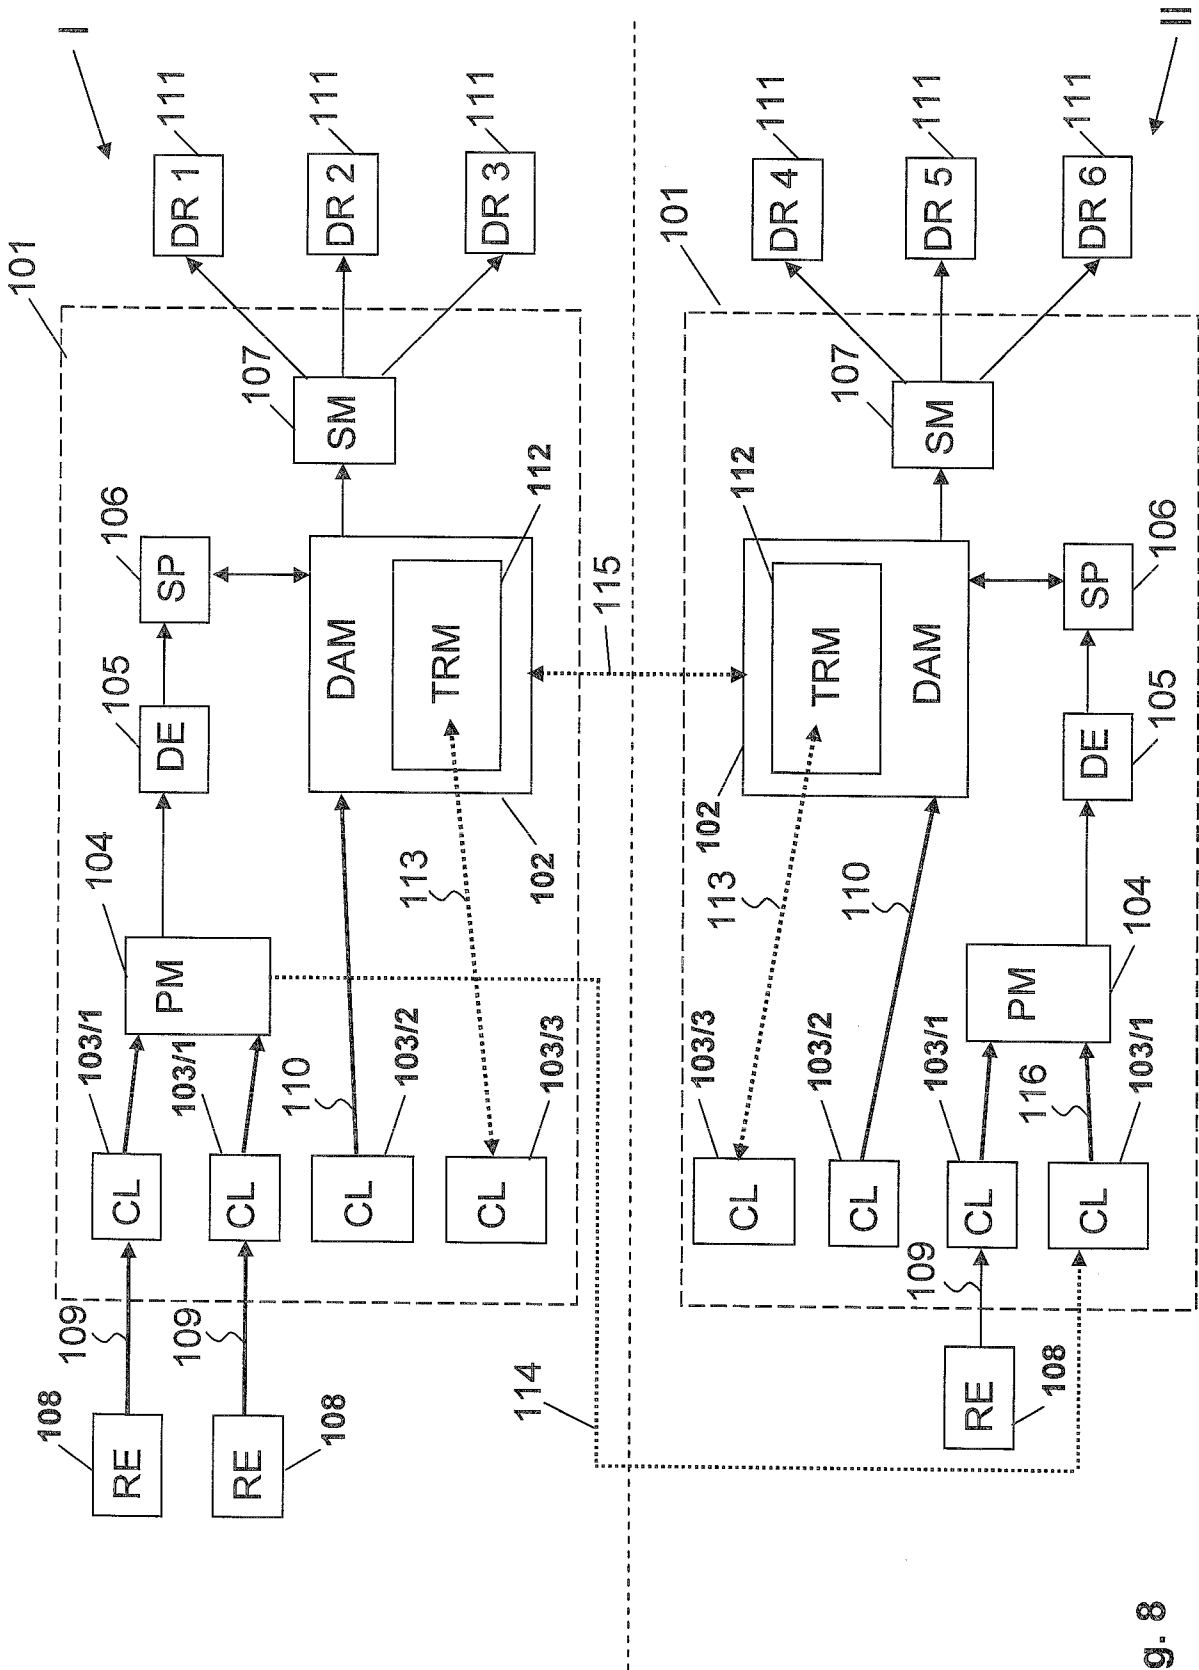 101
I
108
109
103/1
104
105
106
RE
CL
PM
DE
SP
DR 1
111
109
103/1
107
RE
CL
108
110
SM
DR 2
111
DAM
CL
103/2
113
TRM
112
CL
103/3
102
DR 3
111
114
115
101
103/3
113
102
112
107
CL
TRM
DR 4
111
103/2
110
CL
DAM
SM
DR 5
111
109
103/1
RE
CL
PM
108
116
104
105
106
CL
DE
SP
DR 6
111
103/1
III
g. 8